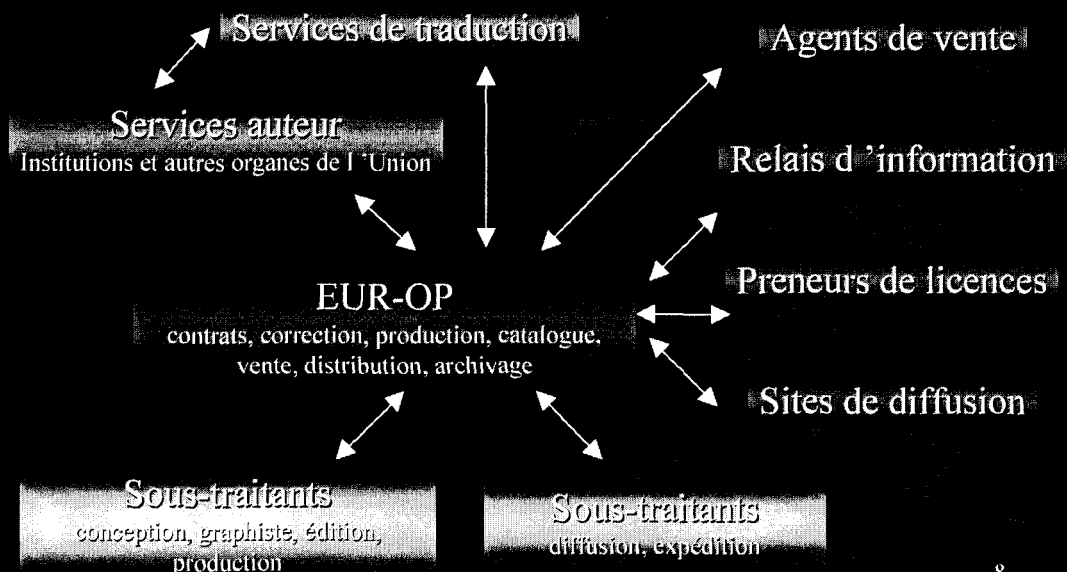 Services de traduction
Agents de vente
Services auteur
Institutions et autres organes de l ’Union
Relais d ’information
EUR-OP
contrats, correction, production, catalogue,
vente, distribution, archivage
Preneurs de licences
Sites de diffusion
Sous-traitants
conception, graphiste, édition,
production
Sous-traitants
diffusion, expédition
8